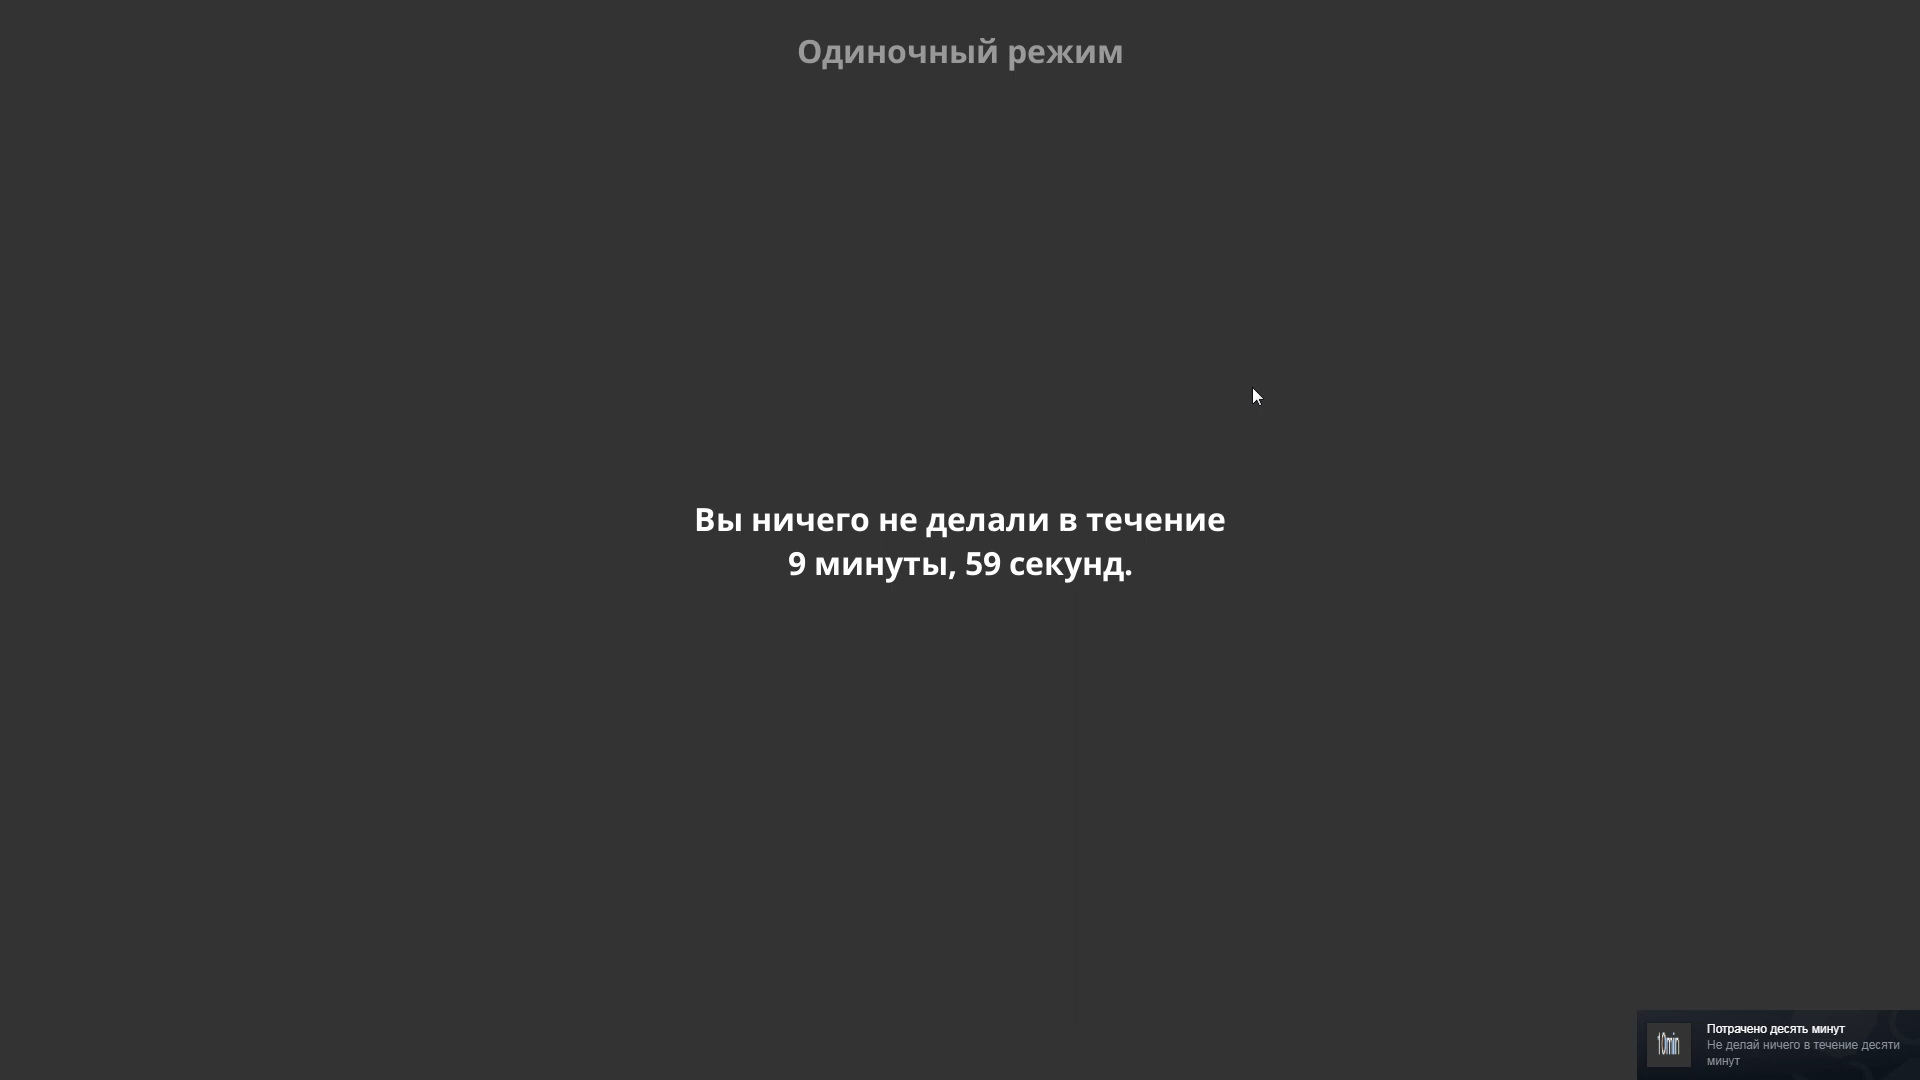 Одиночный режим
Вы ничего не делали в течение
9 минуты, 59 секунд.
10min
Потрачено десять минут
Не делай ничего в течение десяти
минут